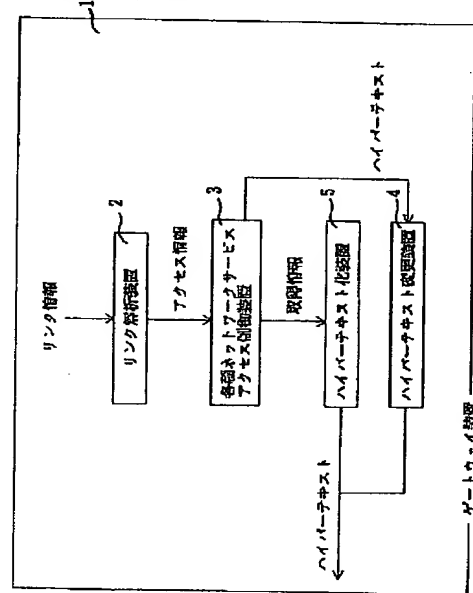 1
リンク情報
2
リンク解析装置
アクセス情報
3
各種ネットワークサービス
アクセス制御装置
取得情報
ハイパーテキスト
5
ハイパーテキスト化装置
4
ハイパーテキスト変更装置
ハイパーテキスト
ゲートウェイ装置